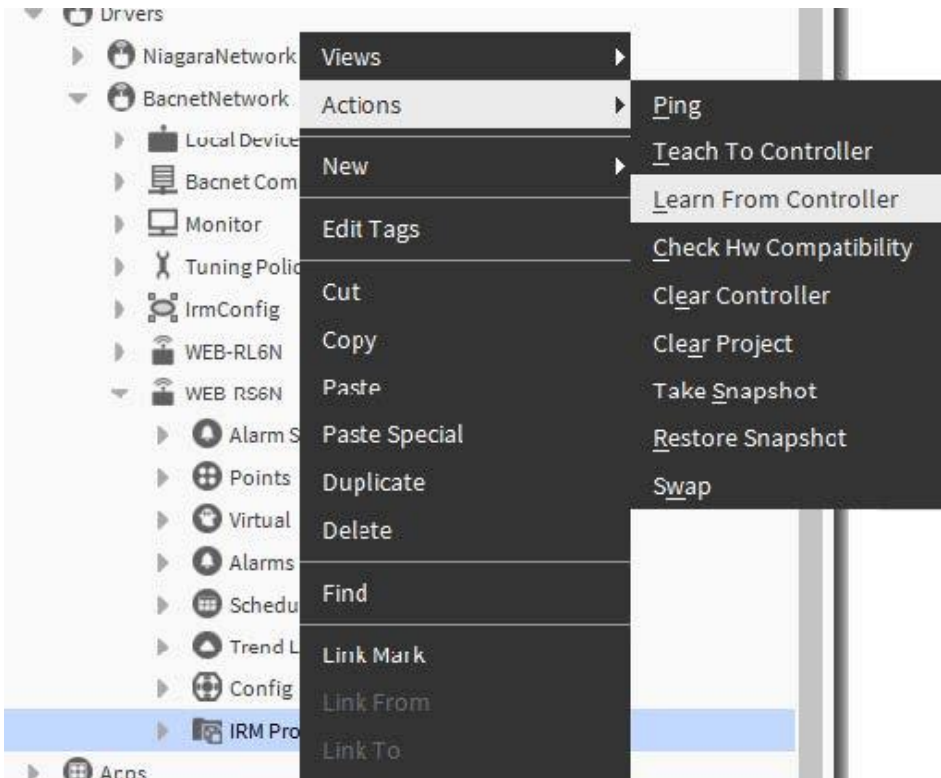 Drivers
NiagaraNetwork
BacnetNetwork
Local Device
Bacnet Com
Monitor
Tuning Polic
IrmConfig
WEB-RL6N
WEB RS6N
Alarm S
Points
Virtual
Alarms
Schedu
Trend L
Config
IRM Pro
Apps
Views
Actions
New
Edit Tags
Cut
Copy
Paste
Paste Special
Duplicate
Delete
Find
Link Mark
Link From
Link To
Ping
Teach To Controller
Learn From Controller
Check Hw Compatibility
Clear Controller
Clear Project
Take Snapshot
Restore Snapshot
Swap